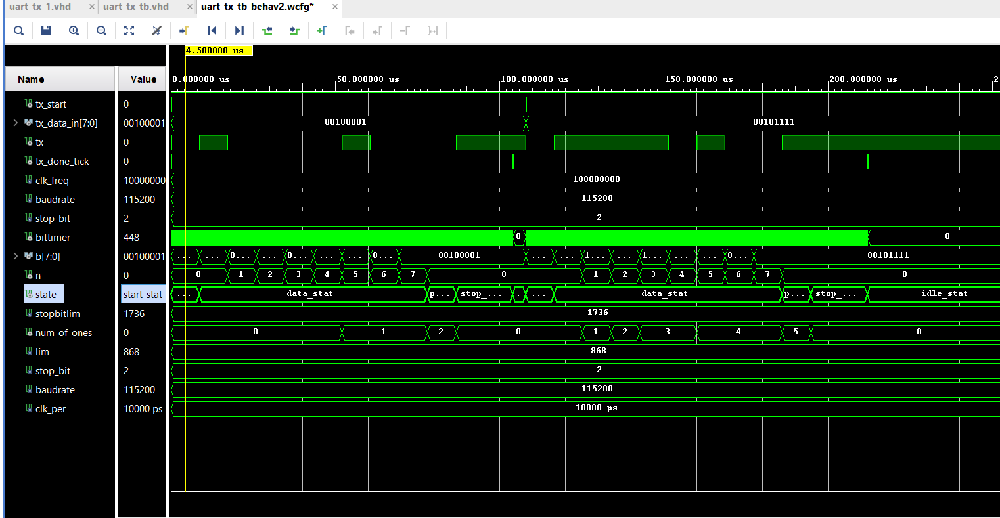 uart_tx_1.vhd × uart_tx_tb.vhd × uart_tx_tb_behav2.wcfg* ×
4.500000 us
Name Value 0.000000 us 50.000000 us 100.000000 us 150.000000 us 200.000000 us 2
tx_start 0
tx_data_in[7:0] 00100001 00100001 00101111
tx 0
tx_done_tick 0
clk_freq 10000000 100000000
baudrate 115200 115200
stop_bit 2 2
bittimer 448 0 0
b[7:0] 00100001 ... ... 0... ... 0... ... ... 0... 00100001 ... ... 1... ... 1... ... ... 0... 00101111
n 0 0 1 2 3 4 5 6 7 0 1 2 3 4 5 6 7 0
state start_stat ... data_stat p... stop_... . ... data_stat p... stop_... idle_stat
stopbitlim 1736 1736
num_of_ones 0 0 1 2 0 1 2 3 4 5 0
lim 868 868
stop_bit 2 2
baudrate 115200 115200
clk_per 10000 ps 10000 ps